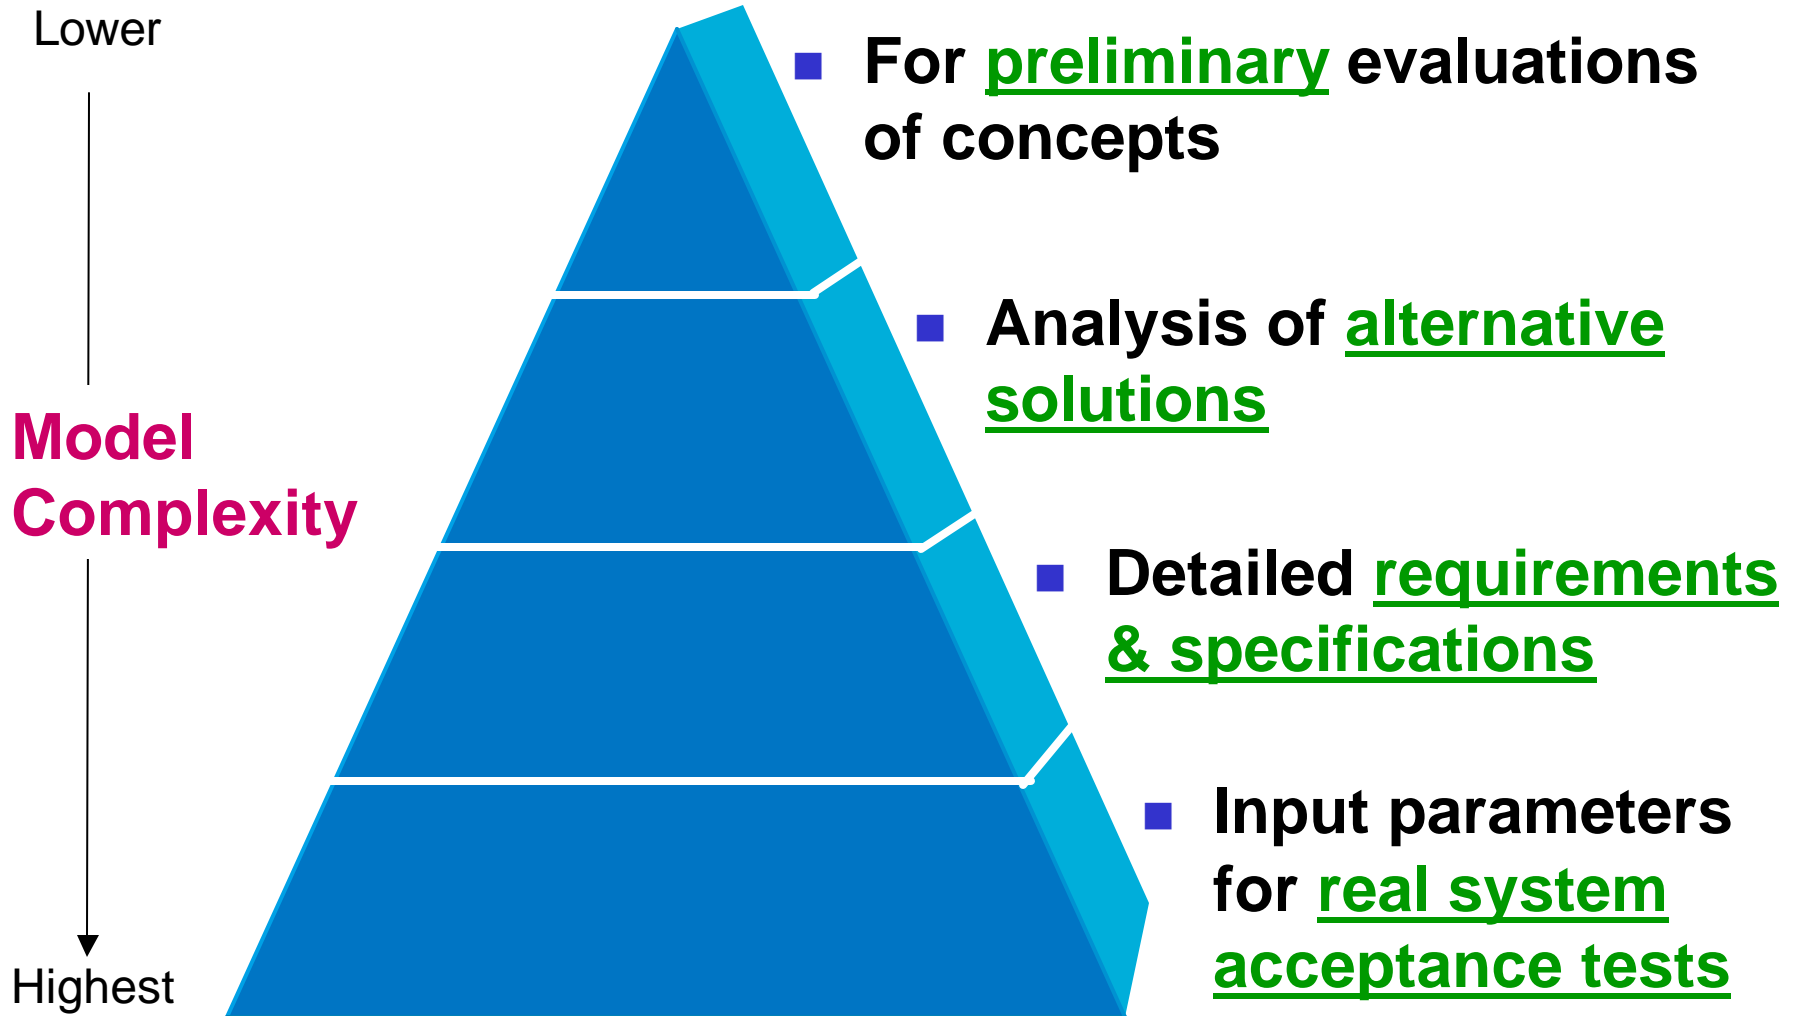 Lower
For preliminary evaluations
of concepts
Analysis of alternative
solutions
Model
Complexity
Detailed requirements
& specifications
Input parameters
for real system
acceptance tests
Highest